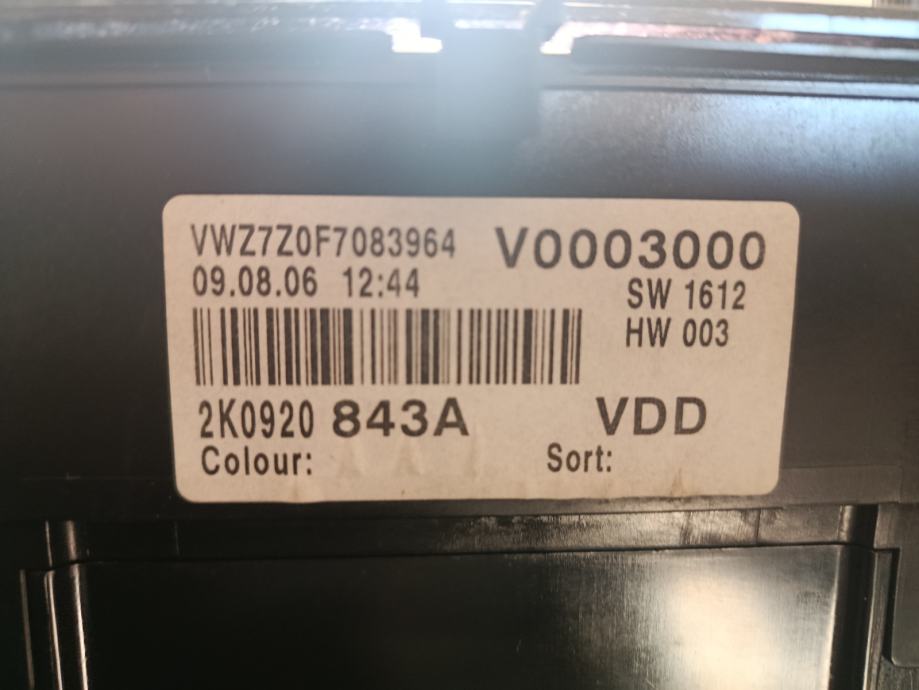 VWZ7Z0F7083964 V0003000
09.08.06 12:44 SW 1612
HW 003
2K0920 843A VDD
Colour: Sort: